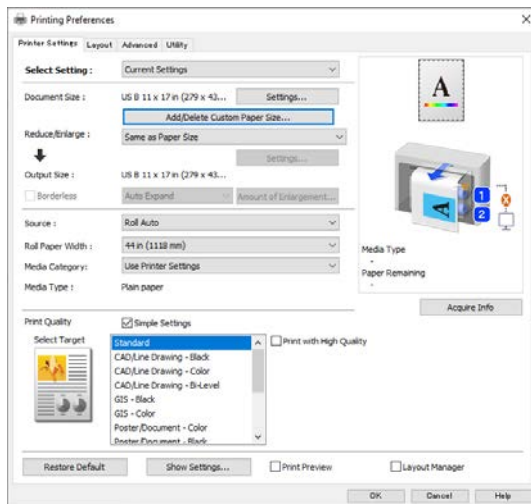 Printing Preferences
Printer Settings Layout Advanced Utility
Select Setting : Current Settings
Document Size : US B 11 x 17 in (279 x 43... Settings...
Add/Delete Custom Paper Size...
Reduce/Enlarge : Same as Paper Size
Settings...
Output Size : US B 11 x 17 in (279 x 43...
Borderless Auto Expand Amount of Enlargement...
Source : Roll Auto
Roll Paper Width : 44 in (1118 mm)
Media Category: Use Printer Settings
Media Type : Plain paper
A
A
1
2
Media Type
-
Paper Remaining
-
Acquire Info
Print Quality Simple Settings
Select Target
Standard
CAD/Line Drawing - Black
CAD/Line Drawing - Color
CAD/Line Drawing - Bi-Level
GIS - Black
GIS - Color
Poster/Document - Color
Poster/Document - Black
Print with High Quality
Restore Default Show Settings... Print Preview Layout Manager
OK Cancel Help